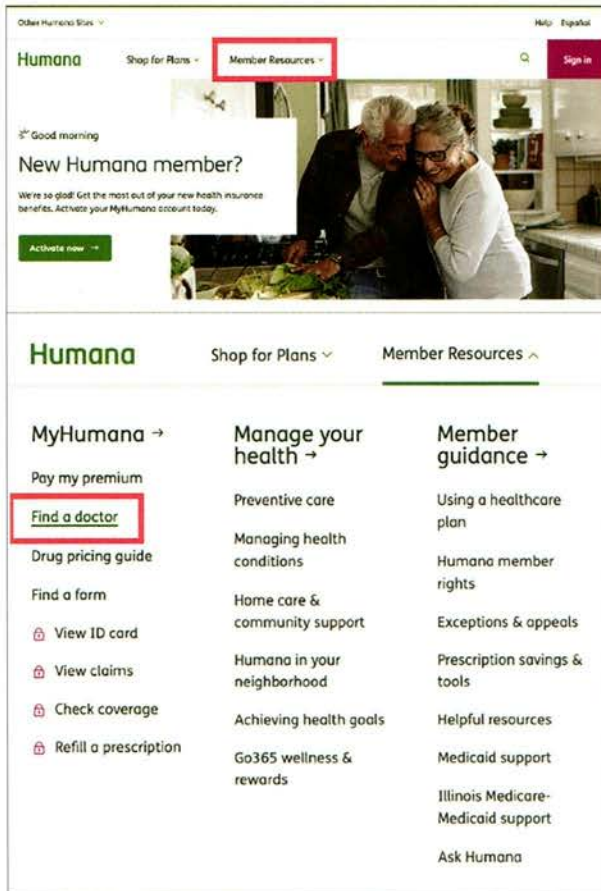 Other Humana Sites
Help Español
Humana Shop for Plans Member Resources Sign in
Good morning
New Humana member?
We're so glad! Get the most out of your new health insurance
benefits. Activate your MyHumana account today.
Activate now →
Humana Shop for Plans Member Resources
MyHumana →
Pay my premium
Find a doctor
Drug pricing guide
Find a form
View ID card
View claims
Check coverage
Refill a prescription
Manage your
health →
Preventive care
Managing health
conditions
Home care &
community support
Humana in your
neighborhood
Achieving health goals
Go365 wellness &
rewards
Member
guidance →
Using a healthcare
plan
Humana member
rights
Exceptions & appeals
Prescription savings &
tools
Helpful resources
Medicaid support
Illinois Medicare-
Medicaid support
Ask Humana